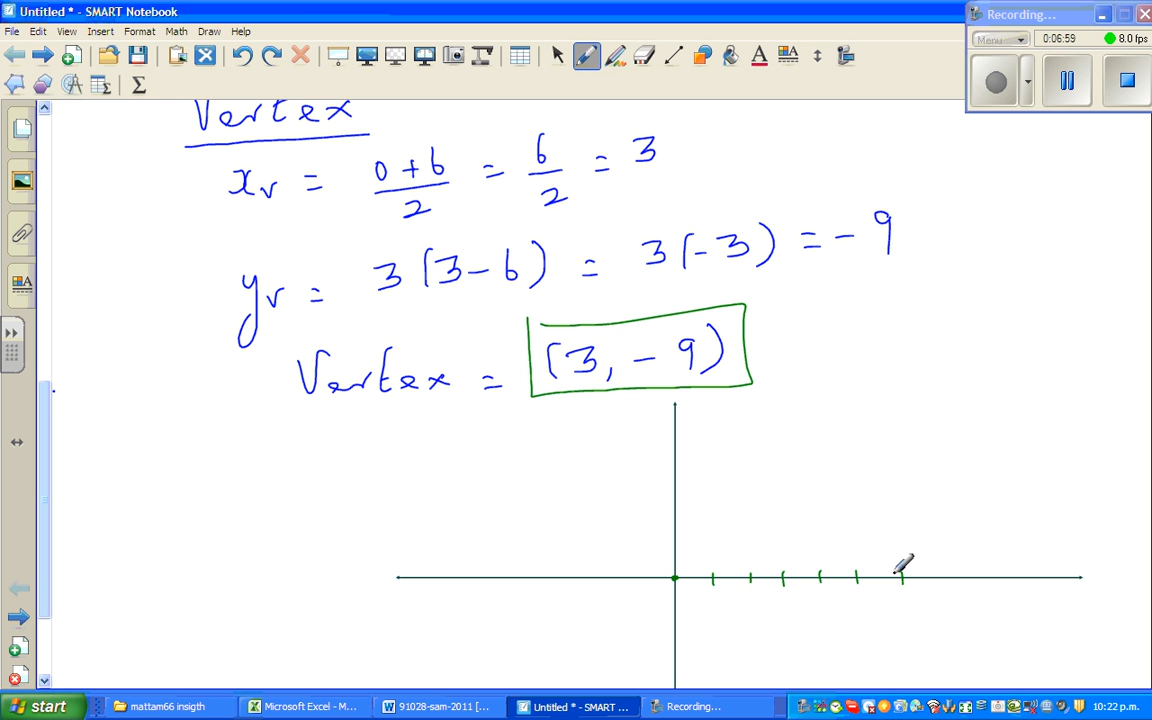 Untitled * - SMART Notebook
Recording...
File Edit View Insert Format Math Draw Help
Menu 0:06:59 8.0 fps
Vertex
xv = 0+6/2 = 6/2 = 3
yv = 3(3-6) = 3(-3) = -9
Vertex = (3, -9)
start mattam66 insigth Microsoft Excel - M... 91028-sam-2011 [... Untitled * - SMART ... Recording... 10:22 p.m.